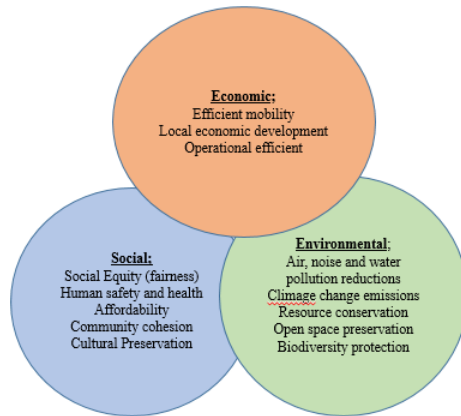 Economic;
Efficient mobility
Local economic development
Operational efficient
Social;
Social Equity (fairness)
Human safety and health
Affordability
Community cohesion
Cultural Preservation
Environmental;
Air, noise and water
pollution reductions
Climage change emissions
Resource conservation
Open space preservation
Biodiversity protection